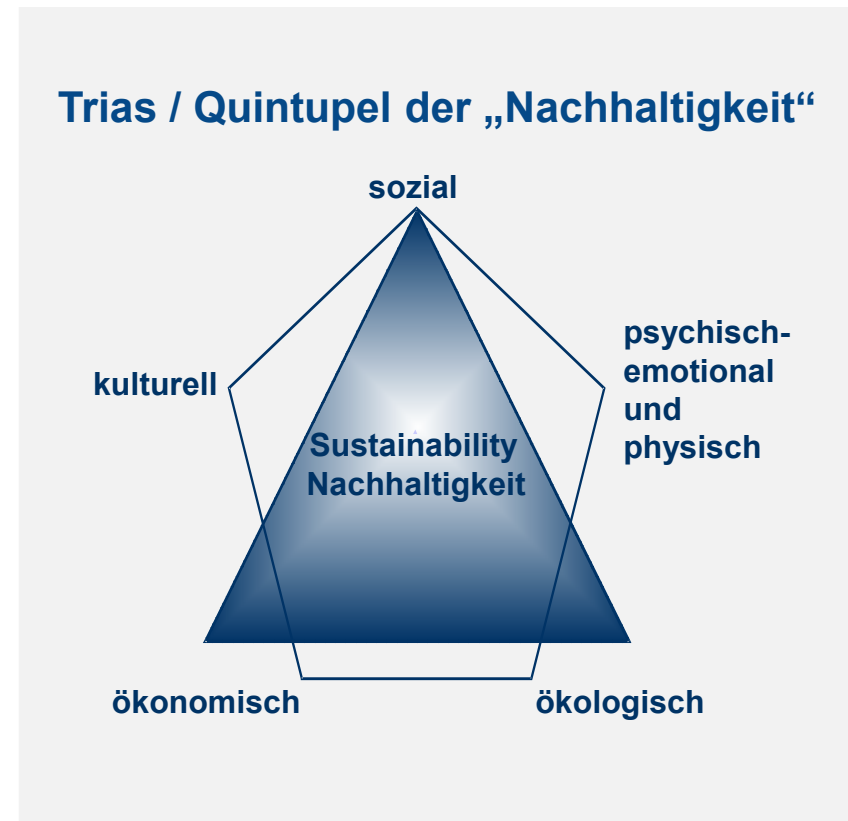 Trias / Quintupel der „Nachhaltigkeit“
sozial
psychisch-
emotional
und
physisch
kulturell
Sustainability
Nachhaltigkeit
ökonomisch
ökologisch